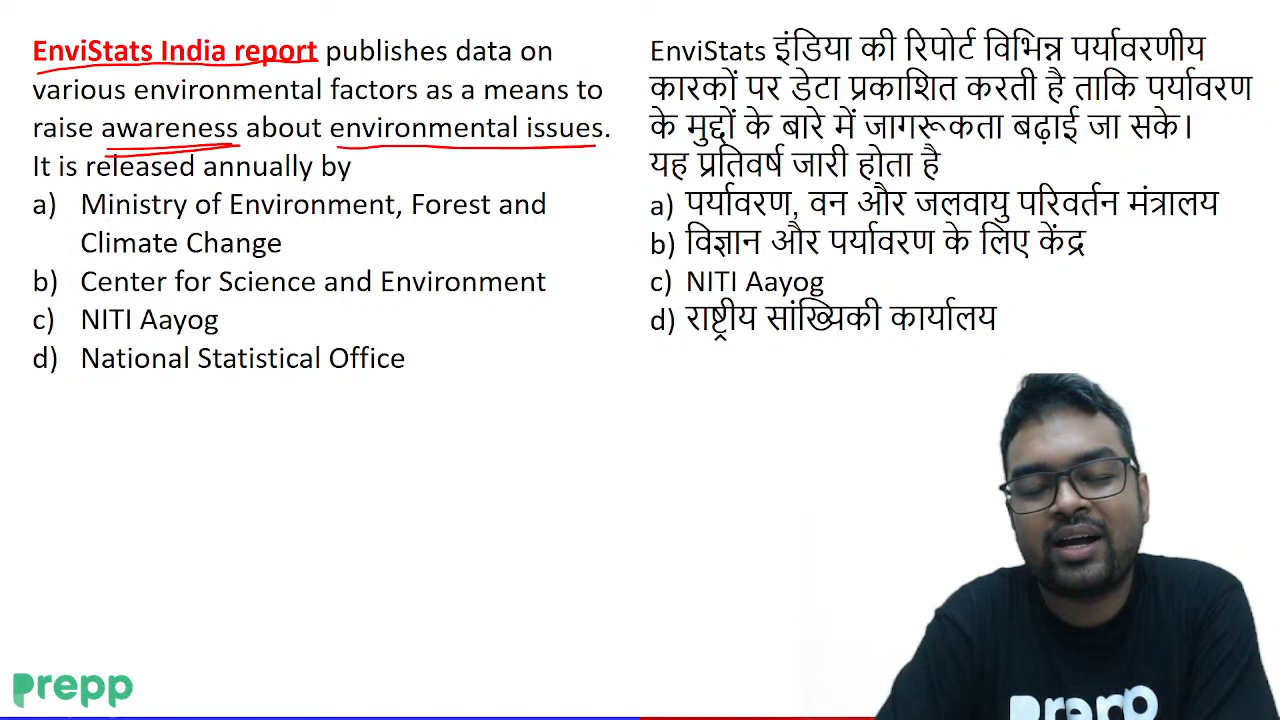 EnviStats India report publishes data on
various environmental factors as a means to
raise awareness about environmental issues.
It is released annually by
a) Ministry of Environment, Forest and
Climate Change
b) Center for Science and Environment
c) NITI Aayog
d) National Statistical Office
EnviStats इंडिया की रिपोर्ट विभिन्न पर्यावरणीय
कारकों पर डेटा प्रकाशित करती है ताकि पर्यावरण
के मुद्दों के बारे में जागरूकता बढ़ाई जा सके।
यह प्रतिवर्ष जारी होता है
a) पर्यावरण, वन और जलवायु परिवर्तन मंत्रालय
b) विज्ञान और पर्यावरण के लिए केंद्र
c) NITI Aayog
d) राष्ट्रीय सांख्यिकी कार्यालय
prepp
prepp